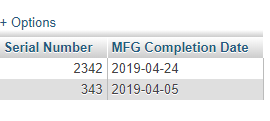 + Options
Serial Number MFG Completion Date
2342 2019-04-24
343 2019-04-05